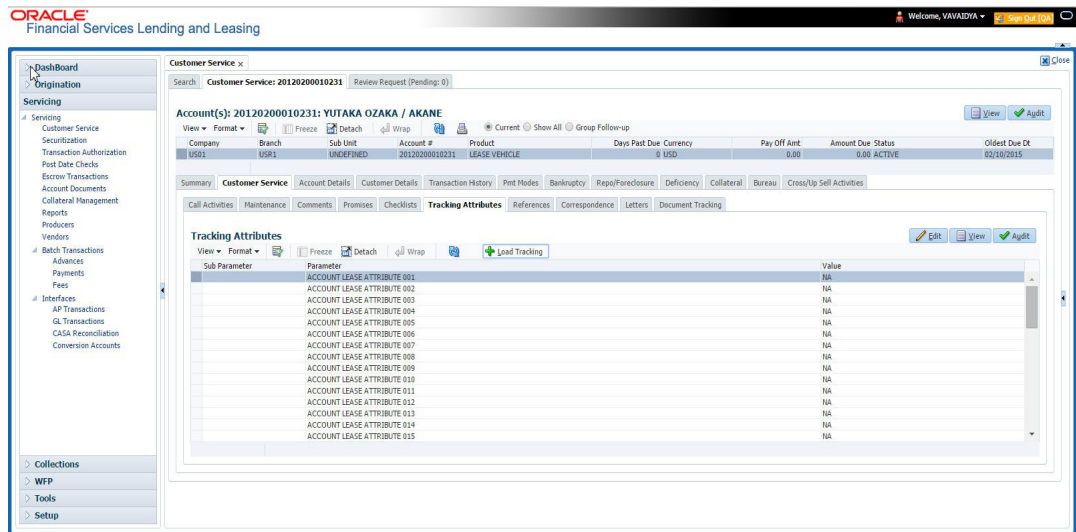 ORACLE
Financial Services Lending and Leasing
Welcome, VAVAIDYA
Sign Out [QA]
Close
DashBoard
Origination
Servicing
Servicing
Customer Service
Securitization
Transaction Authorization
Post Date Checks
Escrow Transactions
Account Documents
Collateral Management
Reports
Producers
Vendors
Batch Transactions
Advances
Payments
Fees
Interfaces
AP Transactions
GL Transactions
CASA Reconciliation
Conversion Accounts
Collections
WFP
Tools
Setup
Customer Service x
Search Customer Service: 20120200010231 Review Request (Pending: 0)
Account(s): 20120200010231: YUTAKA OZAKA / AKANE
View Audit
View Format Freeze Detach Wrap Current Show All Group Follow-up
Company Branch Sub Unit Account # Product Days Past Due Currency Pay Off Amt Amount Due Status Oldest Due Dt
US01 USR1 UNDEFINED 20120200010231 LEASE VEHICLE 0 USD 0.00 0.00 ACTIVE 02/10/2015
Summary Customer Service Account Details Customer Details Transaction History Pmt Modes Bankruptcy Repo/Foreclosure Deficiency Collateral Bureau Cross/Up Sell Activities
Call Activities Maintenance Comments Promises Checklists Tracking Attributes References Correspondence Letters Document Tracking
Tracking Attributes
Edit View Audit
View Format Freeze Detach Wrap Load Tracking
Sub Parameter Parameter Value
ACCOUNT LEASE ATTRIBUTE 001 NA
ACCOUNT LEASE ATTRIBUTE 002 NA
ACCOUNT LEASE ATTRIBUTE 003 NA
ACCOUNT LEASE ATTRIBUTE 004 NA
ACCOUNT LEASE ATTRIBUTE 005 NA
ACCOUNT LEASE ATTRIBUTE 006 NA
ACCOUNT LEASE ATTRIBUTE 007 NA
ACCOUNT LEASE ATTRIBUTE 008 NA
ACCOUNT LEASE ATTRIBUTE 009 NA
ACCOUNT LEASE ATTRIBUTE 010 NA
ACCOUNT LEASE ATTRIBUTE 011 NA
ACCOUNT LEASE ATTRIBUTE 012 NA
ACCOUNT LEASE ATTRIBUTE 013 NA
ACCOUNT LEASE ATTRIBUTE 014 NA
ACCOUNT LEASE ATTRIBUTE 015 NA